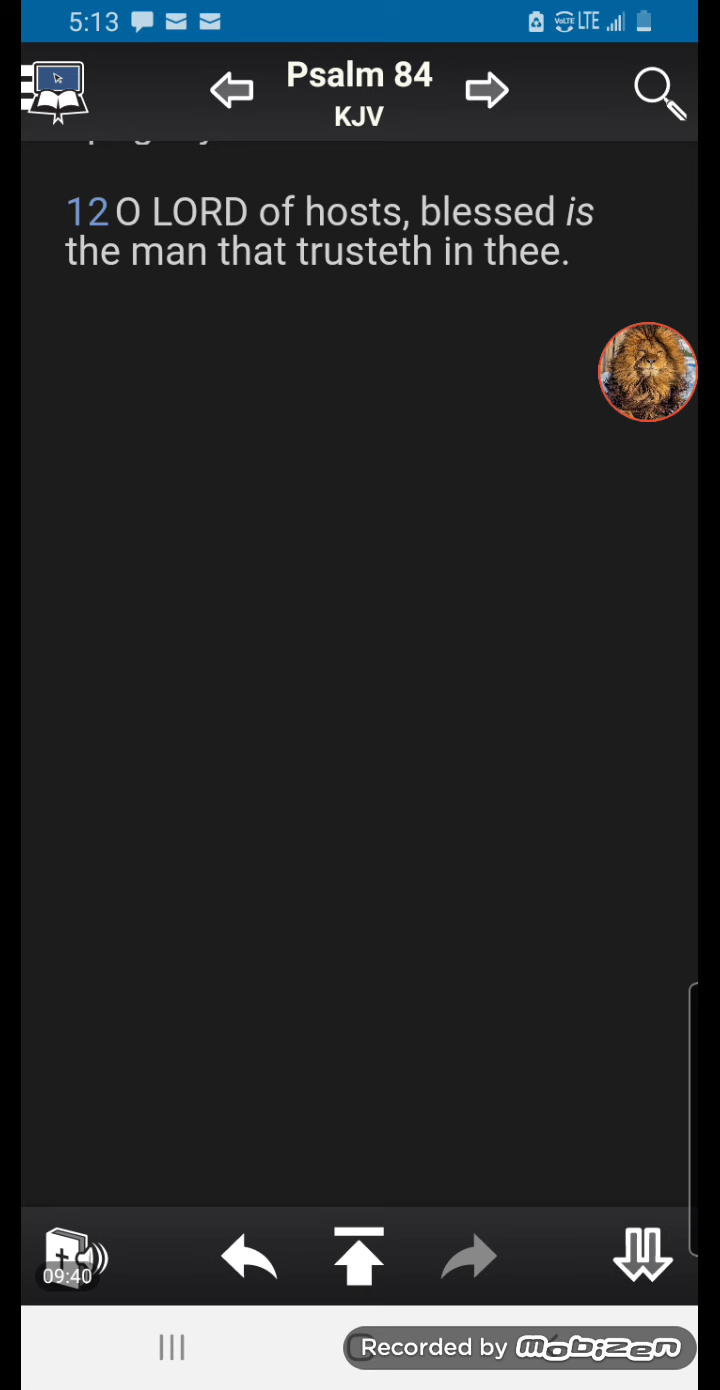 5:13 VoLTE LTE
Psalm 84
KJV
12 O LORD of hosts, blessed is
the man that trusteth in thee.
09:40
Recorded by mobizen